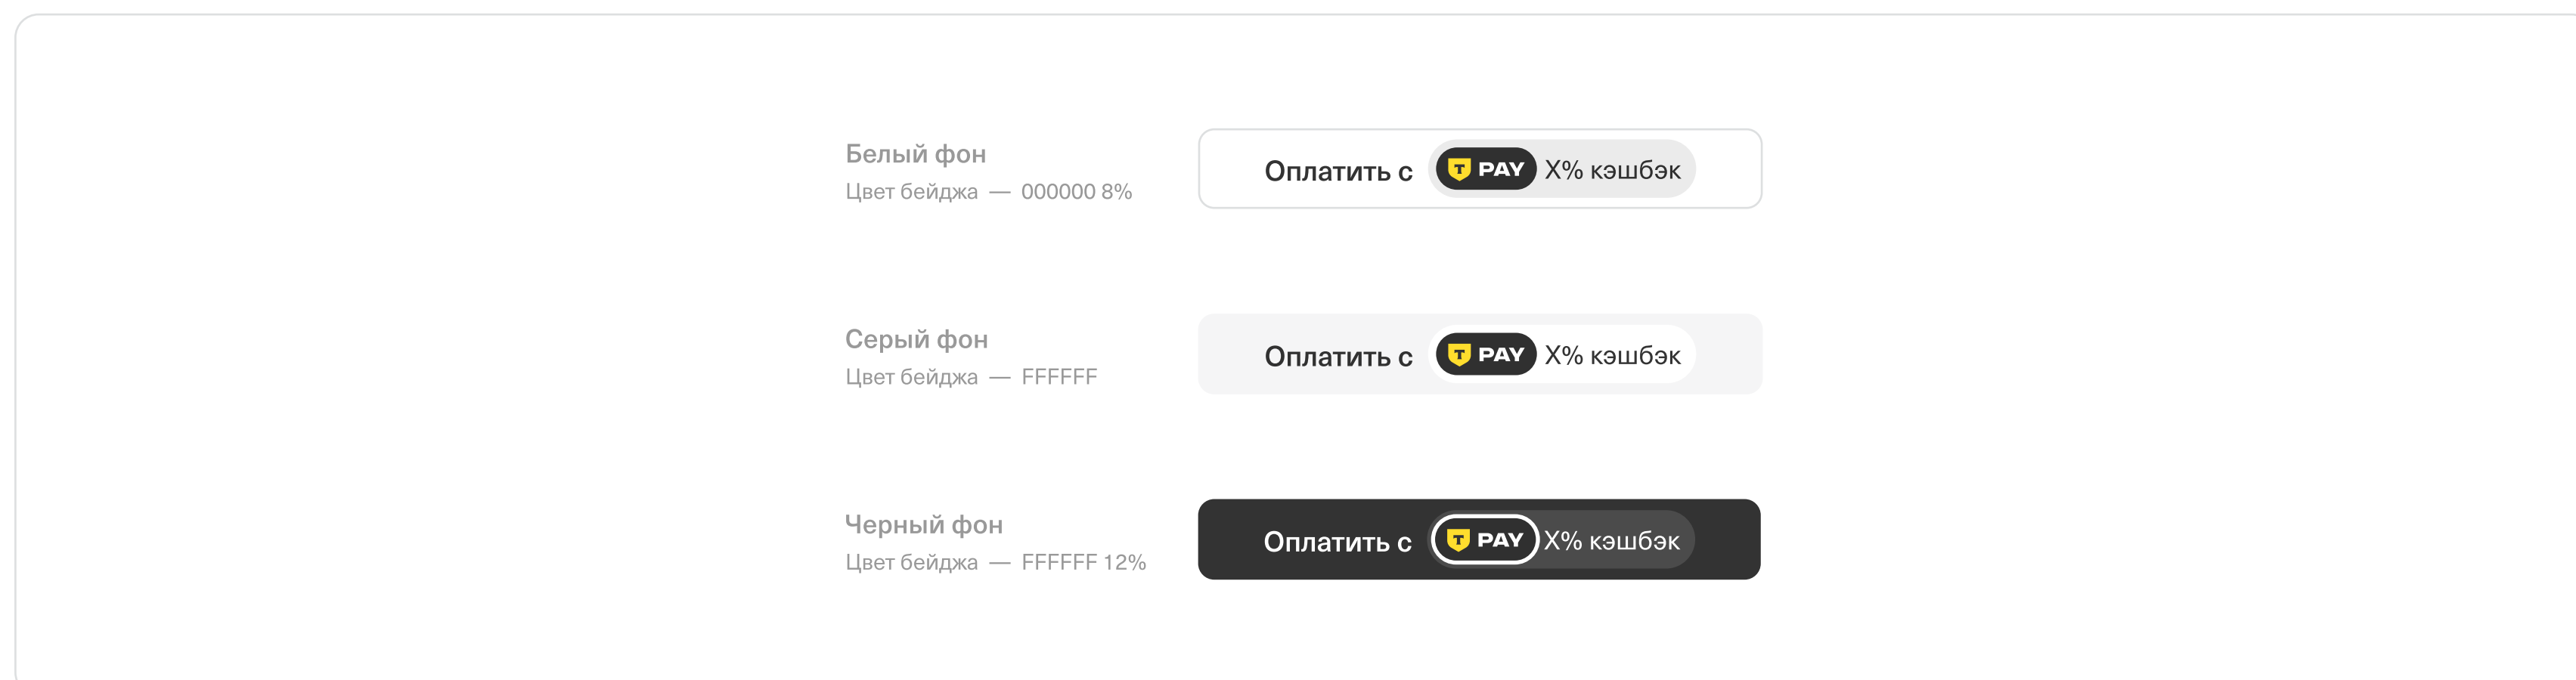 Белый фон
Цвет бейджа — 000000 8%
Оплатить с T PAY X% кэшбэк
Серый фон
Цвет бейджа — FFFFFF
Оплатить с T PAY X% кэшбэк
Черный фон
Цвет бейджа — FFFFFF 12%
Оплатить с T PAY X% кэшбэк